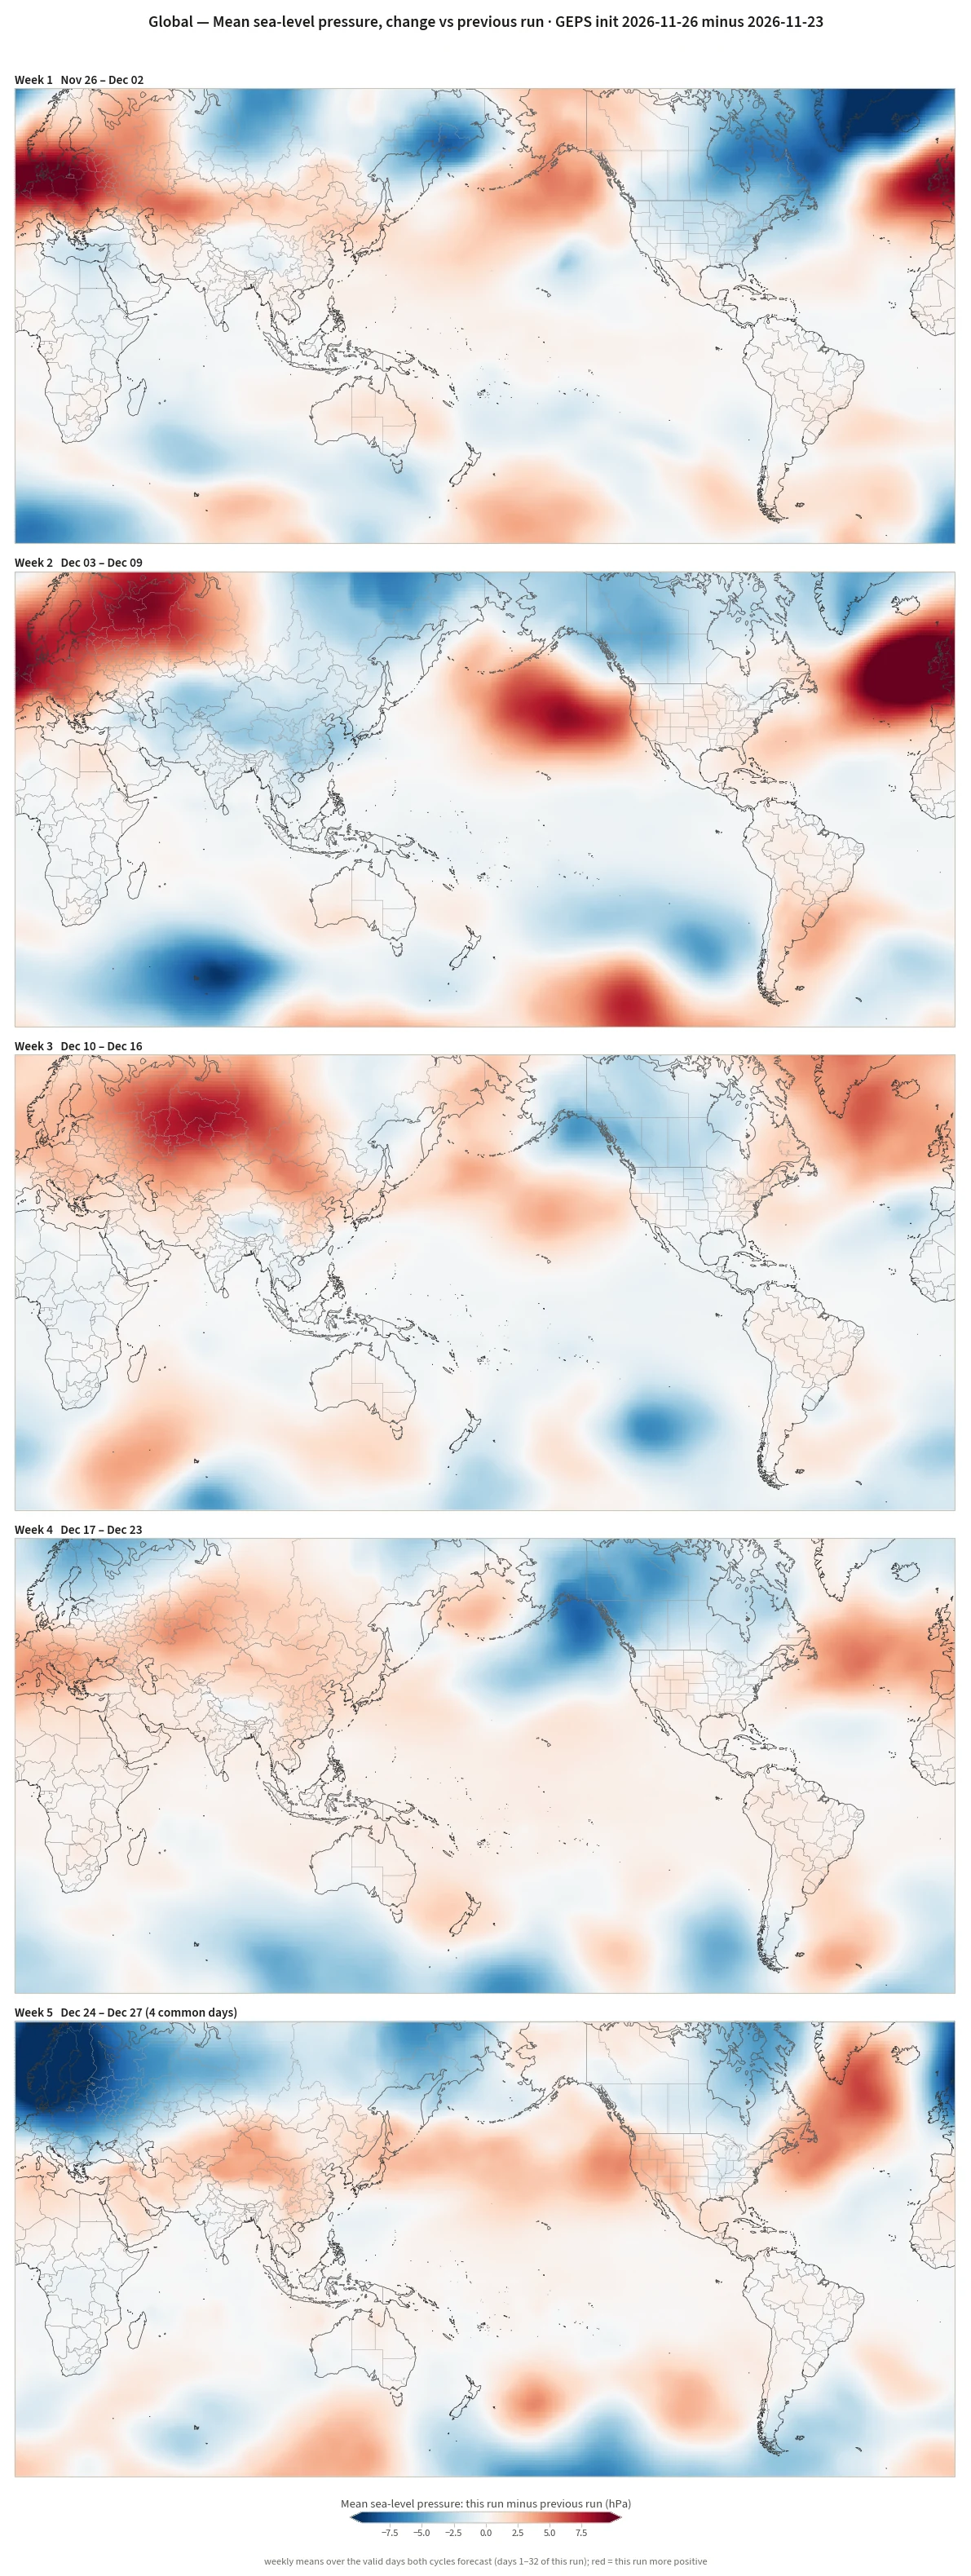 Global — Mean sea-level pressure, change vs previous run · GEPS init 2026-11-26 minus 2026-11-23
Week 1   Nov 26 – Dec 02
Week 2   Dec 03 – Dec 09
Week 3   Dec 10 – Dec 16
Week 4   Dec 17 – Dec 23
Week 5   Dec 24 – Dec 27 (4 common days)
Mean sea-level pressure: this run minus previous run (hPa)
−7.5 −5.0 −2.5 0.0 2.5 5.0 7.5
weekly means over the valid days both cycles forecast (days 1–32 of this run); red = this run more positive